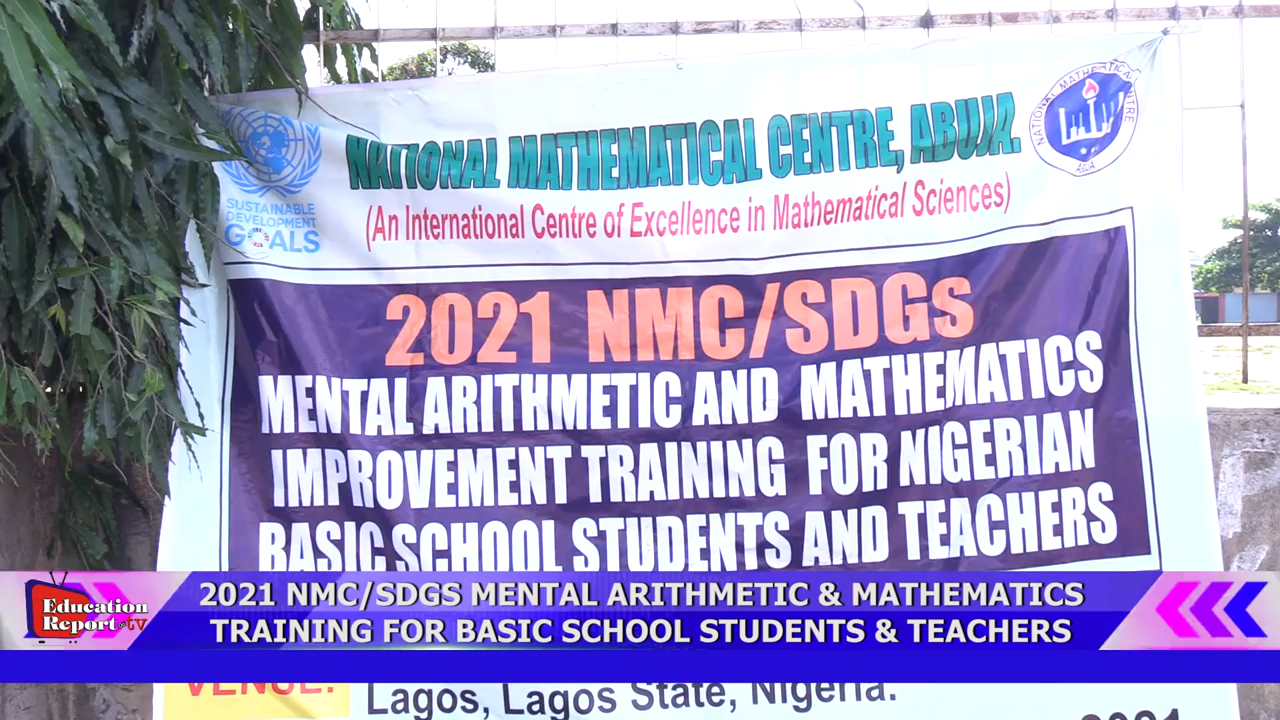 NATIONAL MATHEMATICAL CENTRE, ABUJA.
(An International Centre of Excellence in Mathematical Sciences)
SUSTAINABLE
DEVELOPMENT
GOALS
NATIONAL MATHEMATICAL CENTRE
ABUJA
2021 NMC/SDGs
MENTAL ARITHMETIC AND MATHEMATICS
IMPROVEMENT TRAINING FOR NIGERIAN
BASIC SCHOOL STUDENTS AND TEACHERS
Education
Report.tv
2021 NMC/SDGS MENTAL ARITHMETIC & MATHEMATICS
TRAINING FOR BASIC SCHOOL STUDENTS & TEACHERS
VENUE:
Lagos, Lagos State, Nigeria.
2021